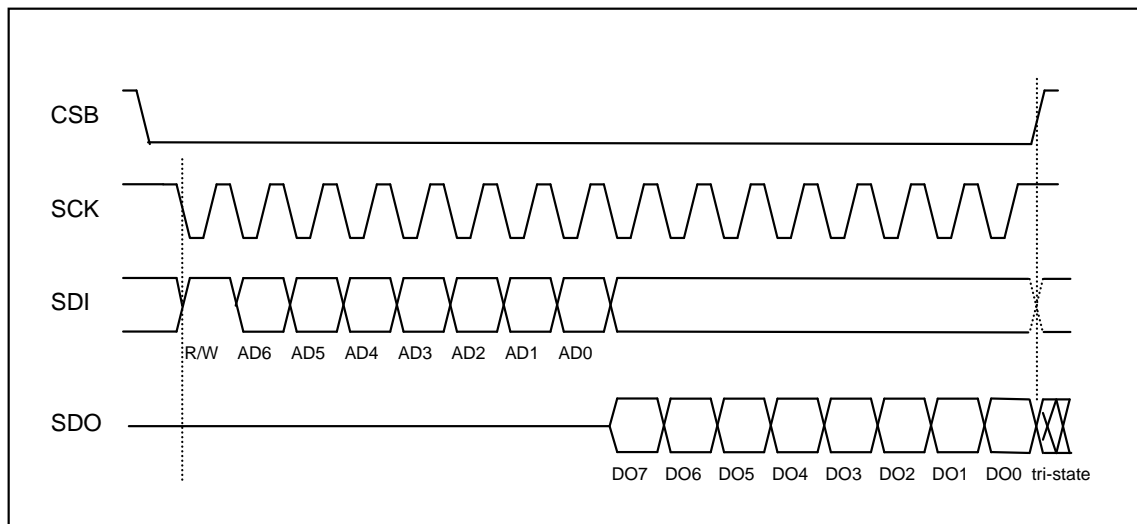 CSB
SCK
SDI
R/W AD6 AD5 AD4 AD3 AD2 AD1 AD0
SDO
DO7 DO6 DO5 DO4 DO3 DO2 DO1 DO0 tri-state